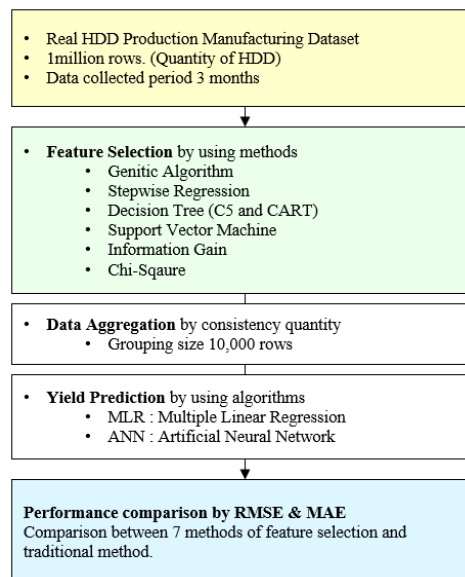 • Real HDD Production Manufacturing Dataset
• 1million rows. (Quantity of HDD)
• Data collected period 3 months
• Feature Selection by using methods
• Genitic Algorithm
• Stepwise Regression
• Decision Tree (C5 and CART)
• Support Vector Machine
• Information Gain
• Chi-Sqaure
• Data Aggregation by consistency quantity
• Grouping size 10,000 rows
• Yield Prediction by using algorithms
• MLR : Multiple Linear Regression
• ANN : Artificial Neural Network
Performance comparison by RMSE & MAE
Comparison between 7 methods of feature selection and
traditional method.